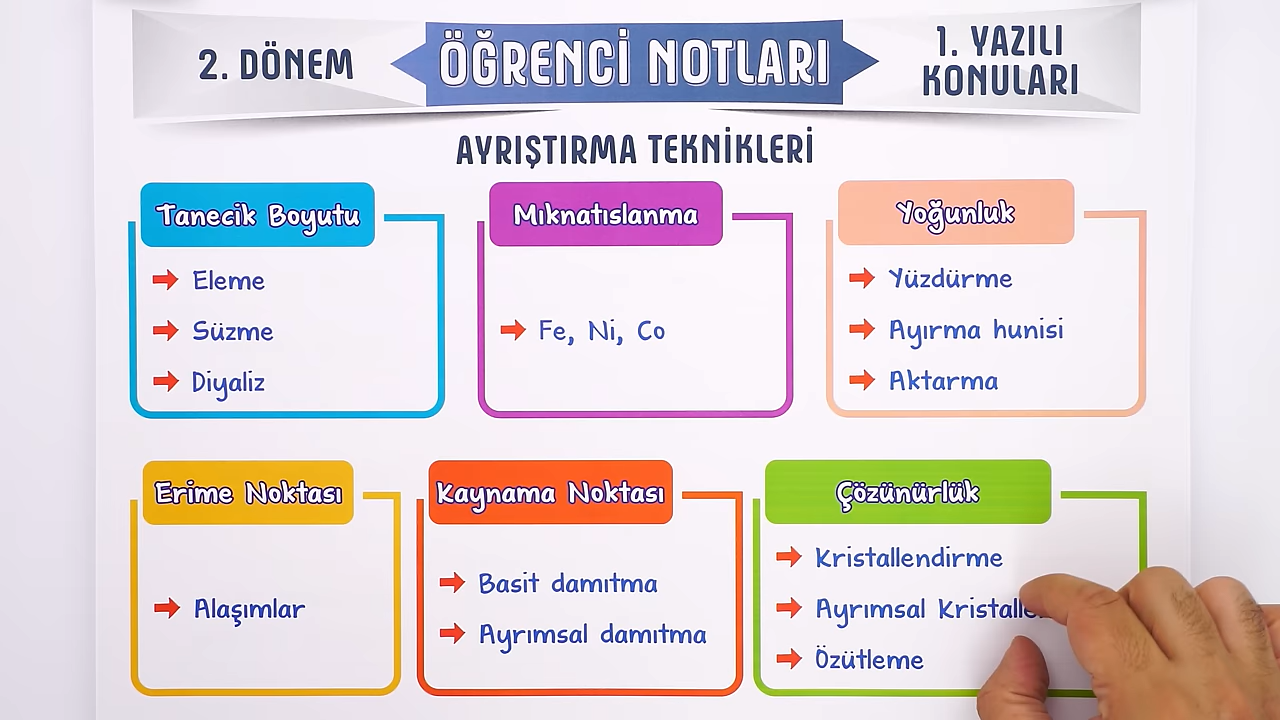 2. DÖNEM
ÖĞRENCİ NOTLARI
1. YAZILI
KONULARI
AYRIŞTIRMA TEKNİKLERİ
Tanecik Boyutu
Eleme
Süzme
Diyaliz
Mıknatıslanma
Fe, Ni, Co
Yoğunluk
Yüzdürme
Ayırma hunisi
Aktarma
Erime Noktası
Alaşımlar
Kaynama Noktası
Basit damıtma
Ayrımsal damıtma
Çözünürlük
Kristallendirme
Ayrımsal
Özütleme